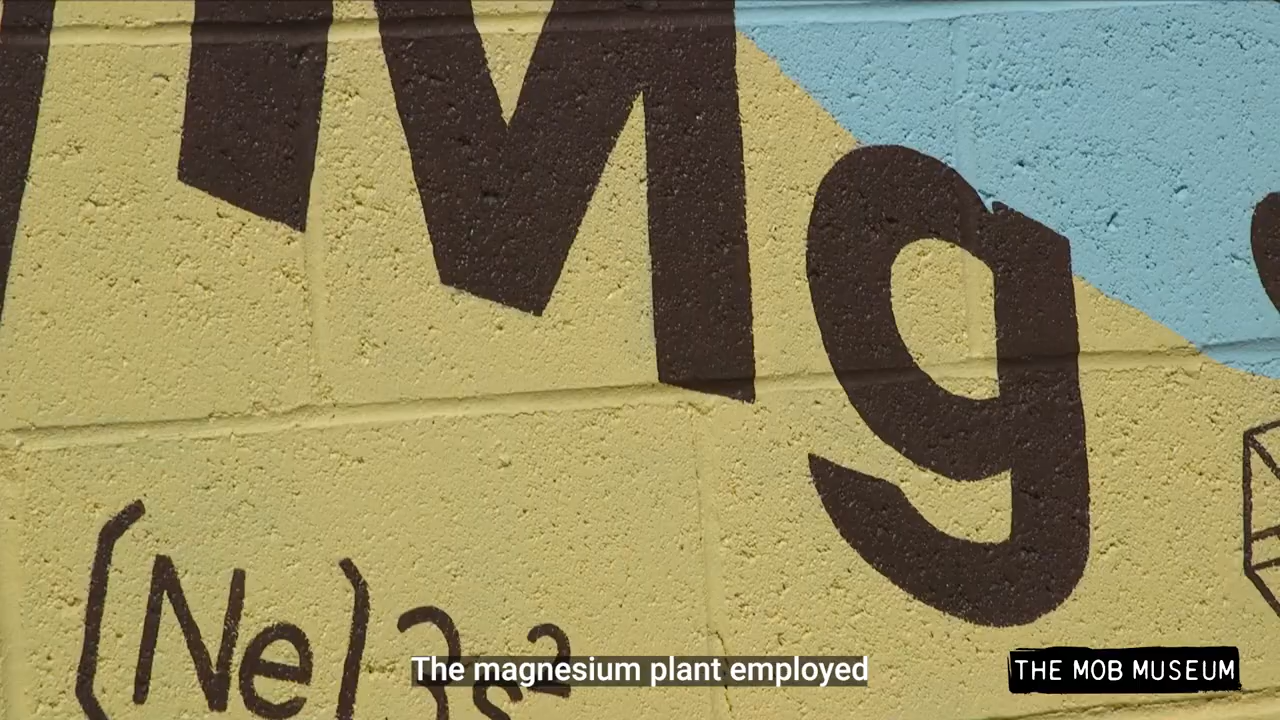 Mg
(Ne) 3s²
The magnesium plant employed
THE MOB MUSEUM